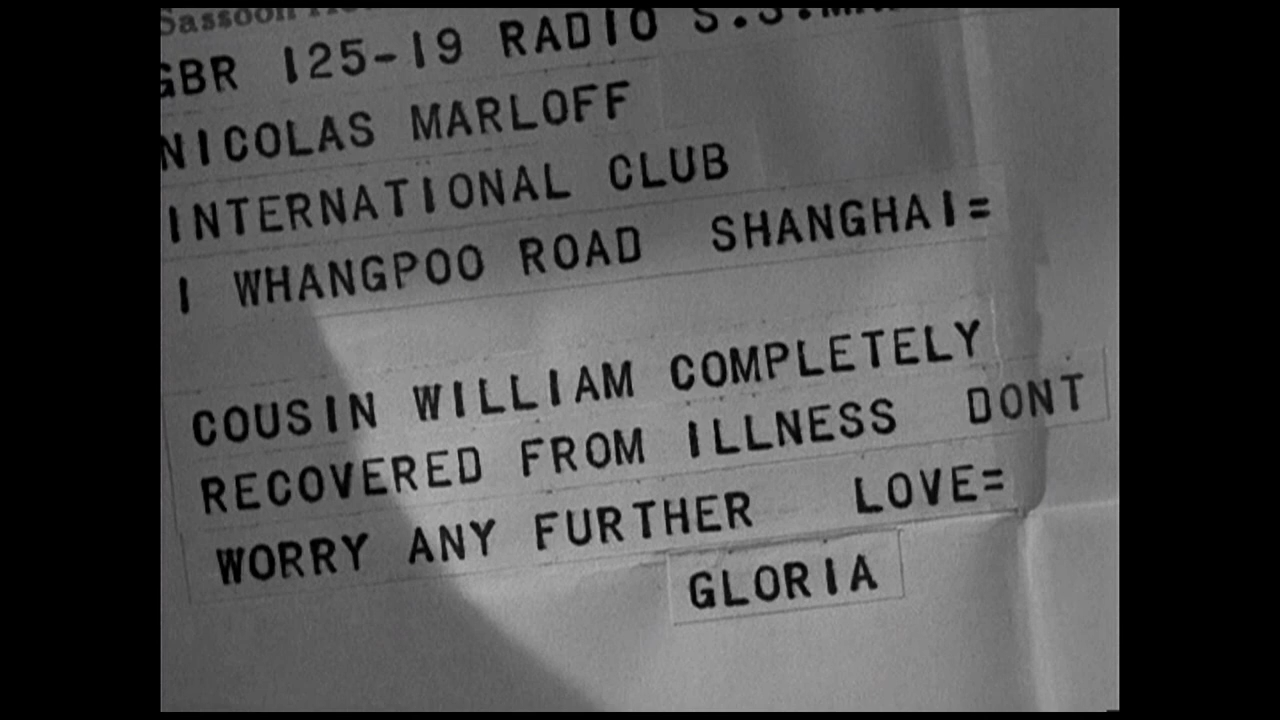 Sassoon
GBR 125-19 RADIO S.S.
NICOLAS MARLOFF
INTERNATIONAL CLUB
1 WHANGPOO ROAD SHANGHAI=
COUSIN WILLIAM COMPLETELY
RECOVERED FROM ILLNESS DONT
WORRY ANY FURTHER LOVE=
GLORIA